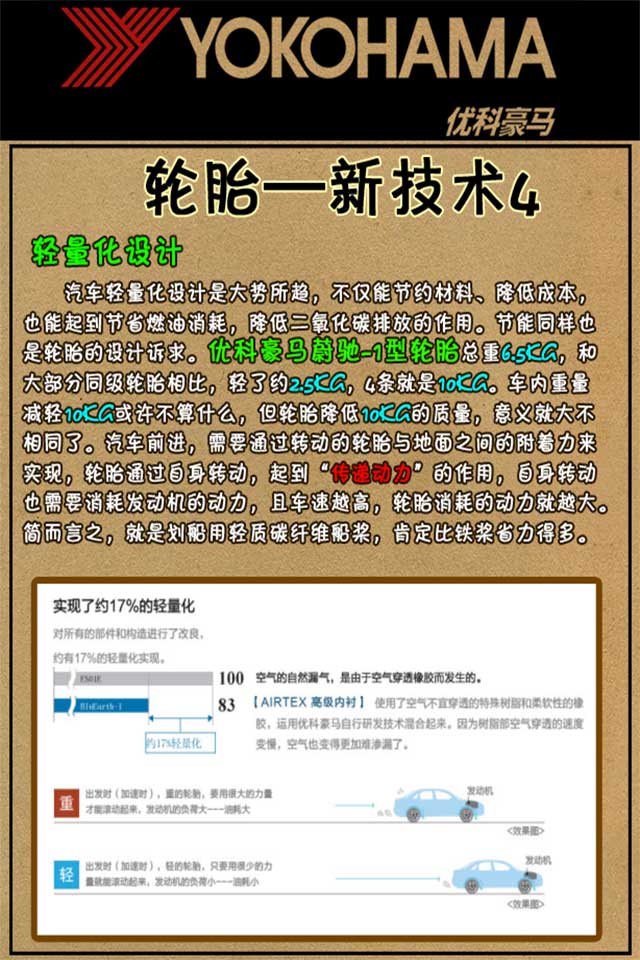 YOKOHAMA
优科豪马
轮胎—新技术4
轻量化设计
汽车轻量化设计是大势所趋，不仅能节约材料、降低成本，
也能起到节省燃油消耗，降低二氧化碳排放的作用。节能同样也
是轮胎的设计诉求。优科豪马蔚驰-1型轮胎总重6.5KG，和
大部分同级轮胎相比，轻了约2.5KG，4条就是10KG。车内重量
减轻10KG或许不算什么，但轮胎降低10KG的质量，意义就大不
相同了。汽车前进，需要通过转动的轮胎与地面之间的附着力来
实现，轮胎通过自身转动，起到“传递动力”的作用，自身转动
也需要消耗发动机的动力，且车速越高，轮胎消耗的动力就越大。
简而言之，就是划船用轻质碳纤维船桨，肯定比铁桨省力得多。
实现了约17%的轻量化
对所有的部件和构造进行了改良，
约有17%的轻量化实现。
ES01E 100
BluEarth-1 83
约17%轻量化
空气的自然漏气，是由于空气穿透橡胶而发生的。
【AIRTEX 高级内衬】 使用了空气不宜穿透的特殊树脂和柔软性的橡
胶，运用优科豪马自行研发技术混合起来。因为树脂部空气穿透的速度
变慢，空气也变得更加难渗漏了。
重
出发时（加速时），重的轮胎，要用很大的力量
才能滚动起来，发动机的负荷大---油耗大
发动机
<效果图>
轻
出发时（加速时），轻的轮胎，只要用很少的力
量就能滚动起来，发动机的负荷小---油耗小
发动机
<效果图>